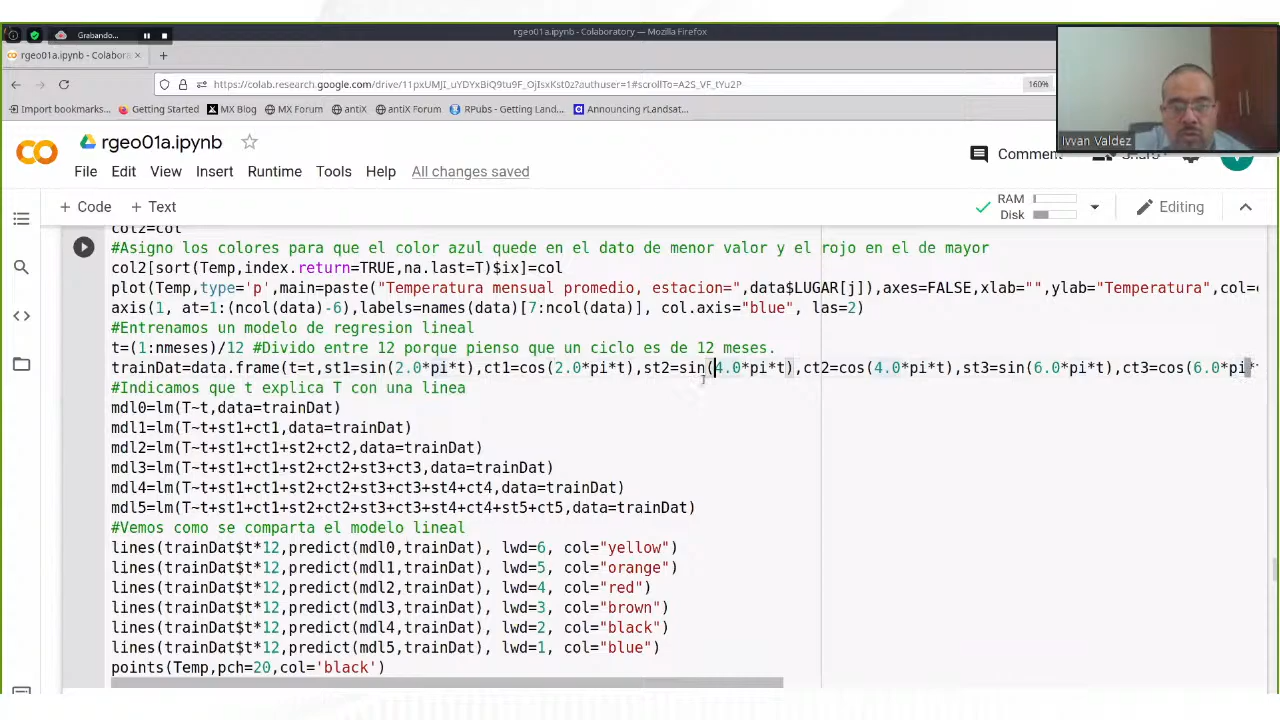 Grabando...
rgeo01a.ipynb - Colaboratory — Mozilla Firefox
rgeo01a.ipynb - Colabora
https://colab.research.google.com/drive/11pxUMJI_uYDYxBiQ9tu9F_OjIsxKst0z?authuser=1#scrollTo=A2S_VF_tYu2P
160%
Import bookmarks...
Getting Started
MX Blog
MX Forum
antiX
antiX Forum
RPubs - Getting Land...
Announcing rLandsat...
Ivvan Valdez
rgeo01a.ipynb
Comment
File Edit View Insert Runtime Tools Help All changes saved
+ Code + Text
RAM
Disk
Editing
col2=col
#Asigno los colores para que el color azul quede en el dato de menor valor y el rojo en el de mayor
col2[sort(Temp,index.return=TRUE,na.last=T)$ix]=col
plot(Temp,type='p',main=paste("Temperatura mensual promedio, estacion=",data$LUGAR[j]),axes=FALSE,xlab="",ylab="Temperatura",col=
axis(1, at=1:(ncol(data)-6),labels=names(data)[7:ncol(data)], col.axis="blue", las=2)
#Entrenamos un modelo de regresion lineal
t=(1:nmeses)/12 #Divido entre 12 porque pienso que un ciclo es de 12 meses.
trainDat=data.frame(t=t,st1=sin(2.0*pi*t),ct1=cos(2.0*pi*t),st2=sin(4.0*pi*t),ct2=cos(4.0*pi*t),st3=sin(6.0*pi*t),ct3=cos(6.0*pi*
#Indicamos que t explica T con una linea
mdl0=lm(T~t,data=trainDat)
mdl1=lm(T~t+st1+ct1,data=trainDat)
mdl2=lm(T~t+st1+ct1+st2+ct2,data=trainDat)
mdl3=lm(T~t+st1+ct1+st2+ct2+st3+ct3,data=trainDat)
mdl4=lm(T~t+st1+ct1+st2+ct2+st3+ct3+st4+ct4,data=trainDat)
mdl5=lm(T~t+st1+ct1+st2+ct2+st3+ct3+st4+ct4+st5+ct5,data=trainDat)
#Vemos como se comparta el modelo lineal
lines(trainDat$t*12,predict(mdl0,trainDat), lwd=6, col="yellow")
lines(trainDat$t*12,predict(mdl1,trainDat), lwd=5, col="orange")
lines(trainDat$t*12,predict(mdl2,trainDat), lwd=4, col="red")
lines(trainDat$t*12,predict(mdl3,trainDat), lwd=3, col="brown")
lines(trainDat$t*12,predict(mdl4,trainDat), lwd=2, col="black")
lines(trainDat$t*12,predict(mdl5,trainDat), lwd=1, col="blue")
points(Temp,pch=20,col='black')